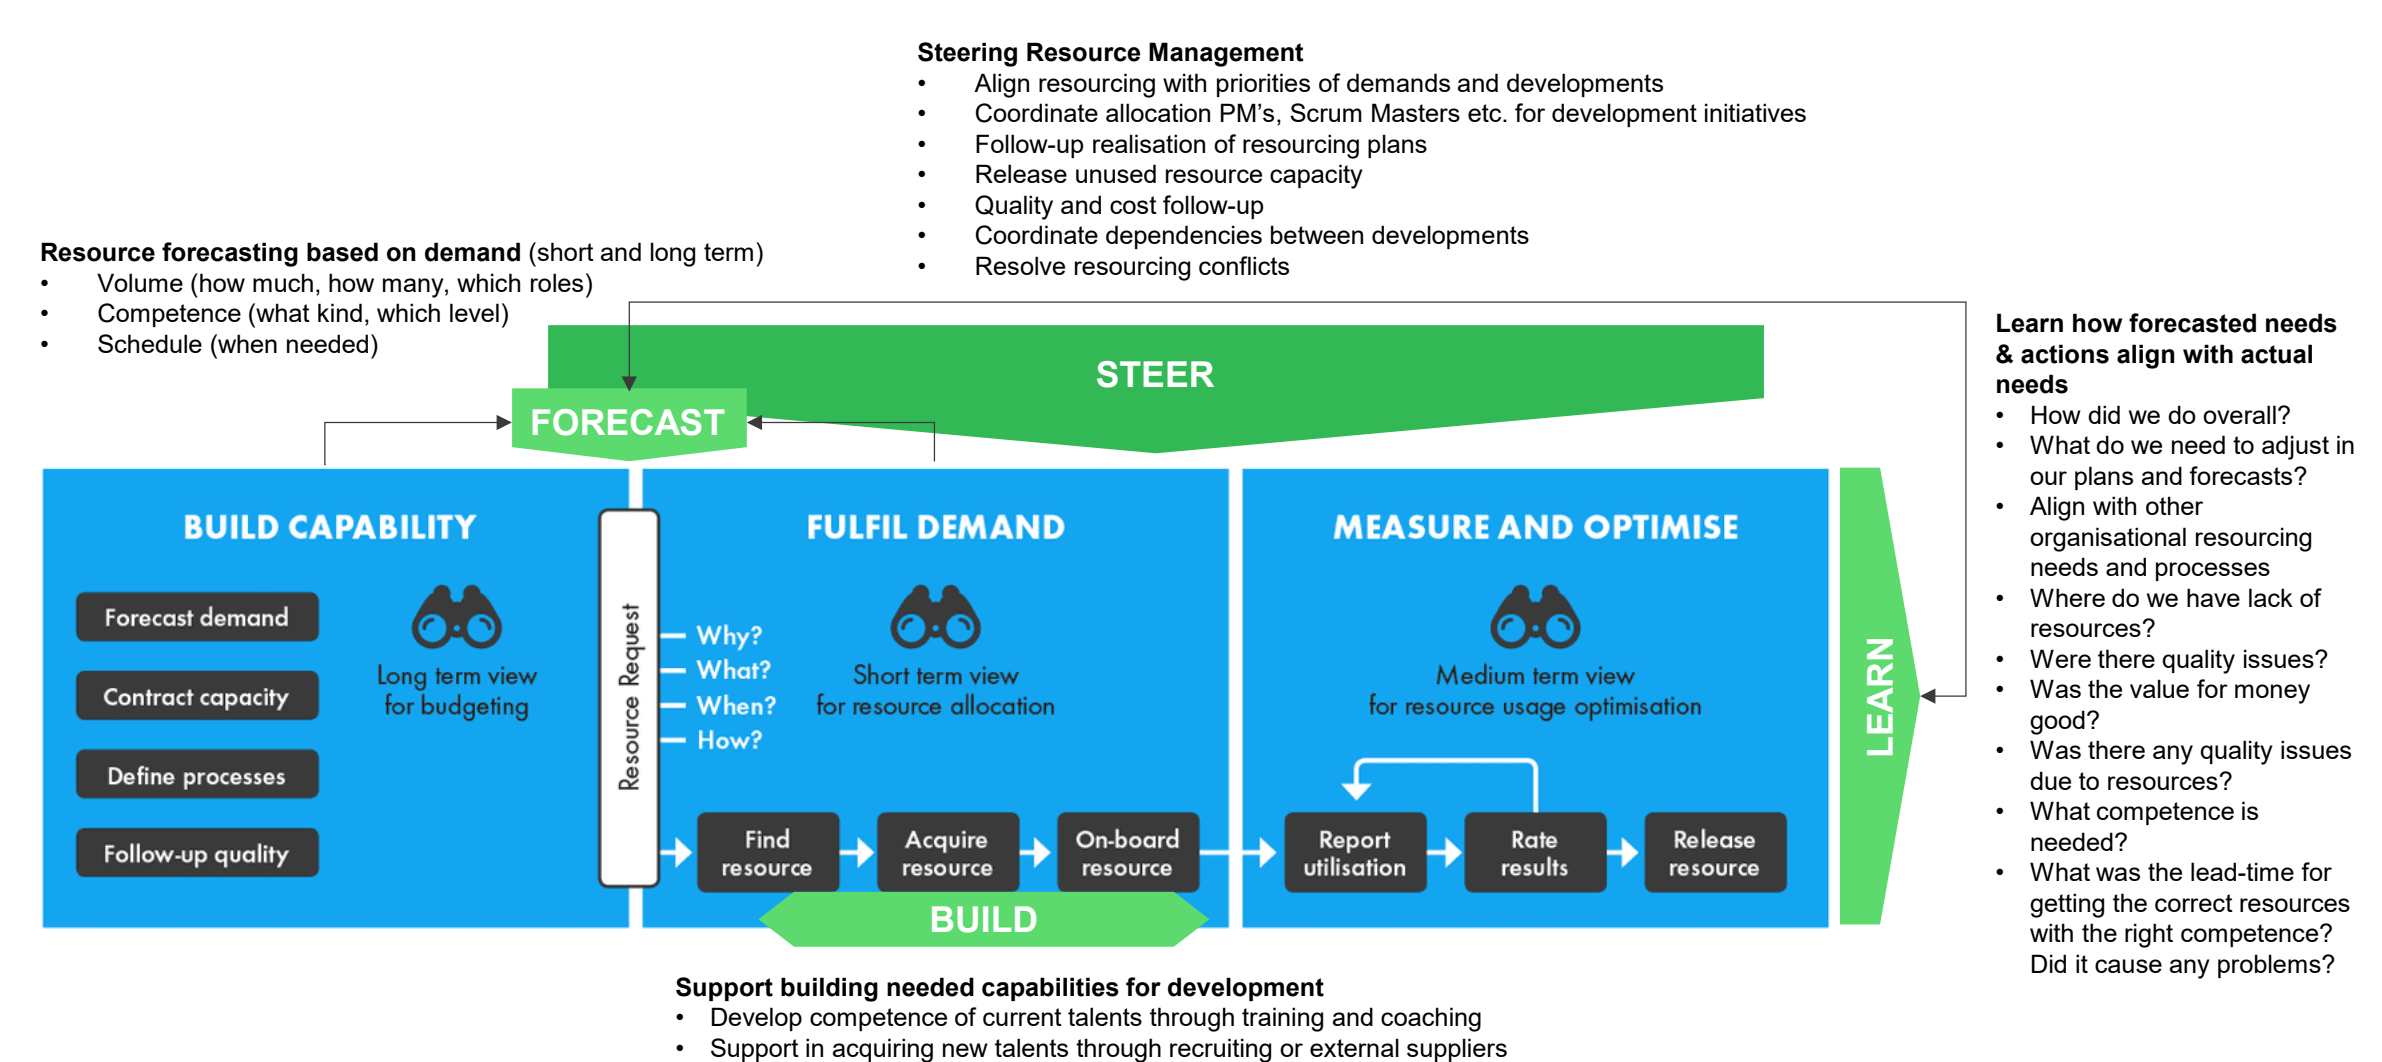 Steering Resource Management
• Align resourcing with priorities of demands and developments
• Coordinate allocation PM’s, Scrum Masters etc. for development initiatives
• Follow-up realisation of resourcing plans
• Release unused resource capacity
• Quality and cost follow-up
• Coordinate dependencies between developments
• Resolve resourcing conflicts
Resource forecasting based on demand (short and long term)
• Volume (how much, how many, which roles)
• Competence (what kind, which level)
• Schedule (when needed)
STEER
FORECAST
BUILD CAPABILITY
Forecast demand
Contract capacity
Define processes
Follow-up quality
Long term view
for budgeting
Resource Request
FULFIL DEMAND
Why?
What?
When?
How?
Short term view
for resource allocation
Find
resource
Acquire
resource
On-board
resource
BUILD
MEASURE AND OPTIMISE
Medium term view
for resource usage optimisation
Report
utilisation
Rate
results
Release
resource
LEARN
Learn how forecasted needs
& actions align with actual
needs
• How did we do overall?
• What do we need to adjust in
our plans and forecasts?
• Align with other
organisational resourcing
needs and processes
• Where do we have lack of
resources?
• Were there quality issues?
• Was the value for money
good?
• Was there any quality issues
due to resources?
• What competence is
needed?
• What was the lead-time for
getting the correct resources
with the right competence?
Did it cause any problems?
Support building needed capabilities for development
• Develop competence of current talents through training and coaching
• Support in acquiring new talents through recruiting or external suppliers